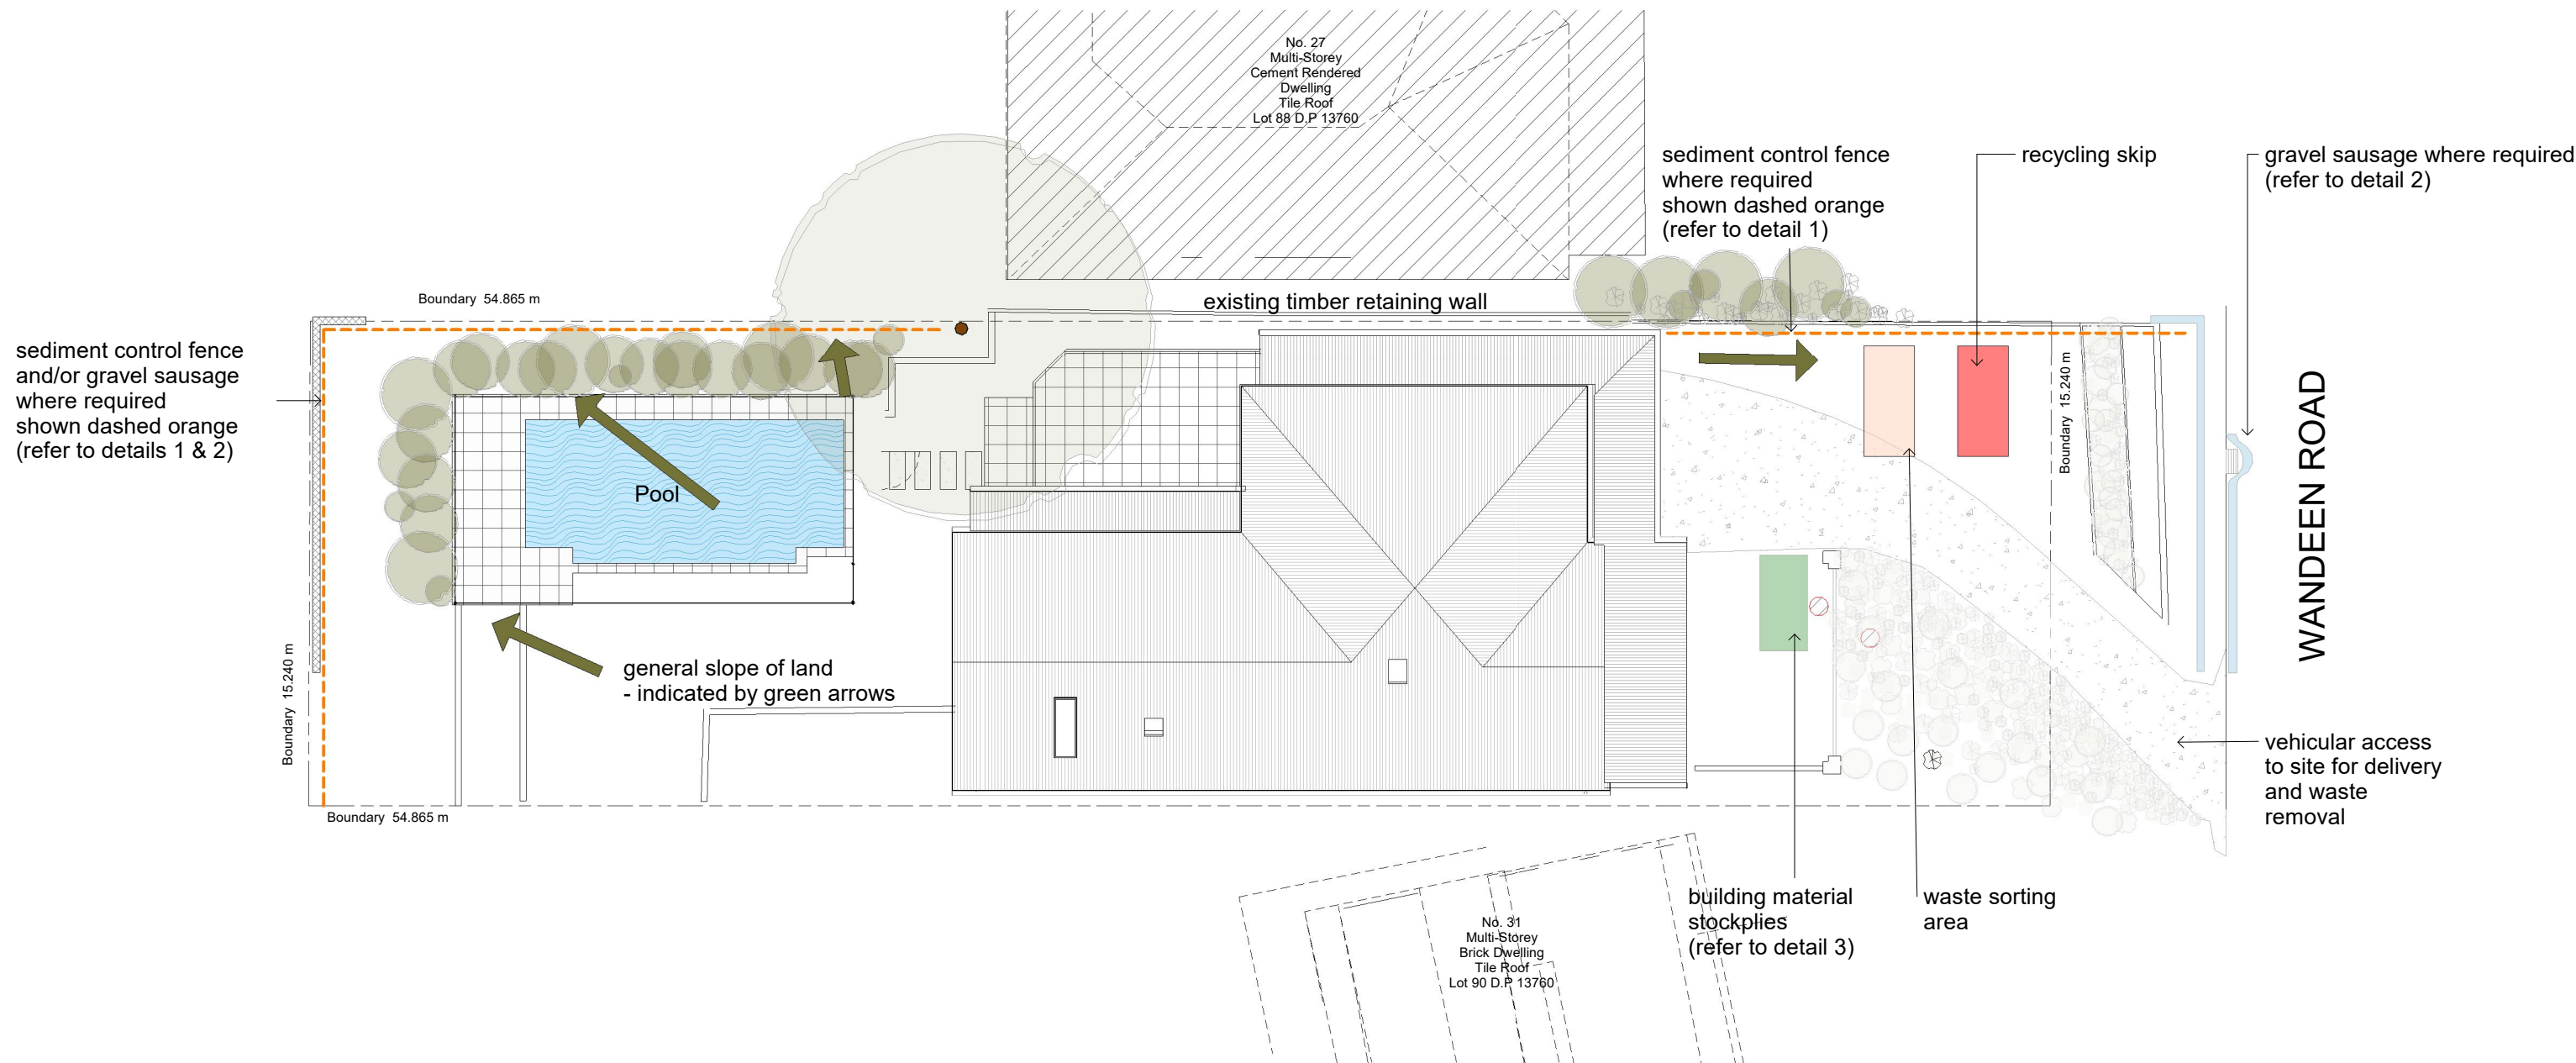 No. 27
Multi-Storey
Cement Rendered
Dwelling
Tile Roof
Lot 88 D.P 13760
sediment control fence
where required
shown dashed orange
(refer to detail 1)
recycling skip
gravel sausage where required
(refer to detail 2)
Boundary 54.865 m
existing timber retaining wall
sediment control fence
and/or gravel sausage
where required
shown dashed orange
(refer to details 1 & 2)
Boundary 15.240 m
WANDEEN ROAD
Pool
general slope of land
- indicated by green arrows
Boundary 15.240 m
vehicular access
to site for delivery
and waste
removal
Boundary 54.865 m
building material
stockplies
(refer to detail 3)
waste sorting
area
No. 31
Multi-Storey
Brick Dwelling
Tile Roof
Lot 90 D.P 13760